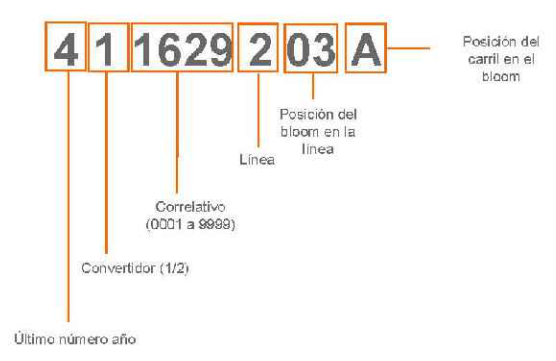 4 1 1629 2 03 A
Posición del
carril en el
bloom
Posición del
bloom en la
línea
Línea
Correlativo
(0001 a 9999)
Convertidor (1/2)
Último número año